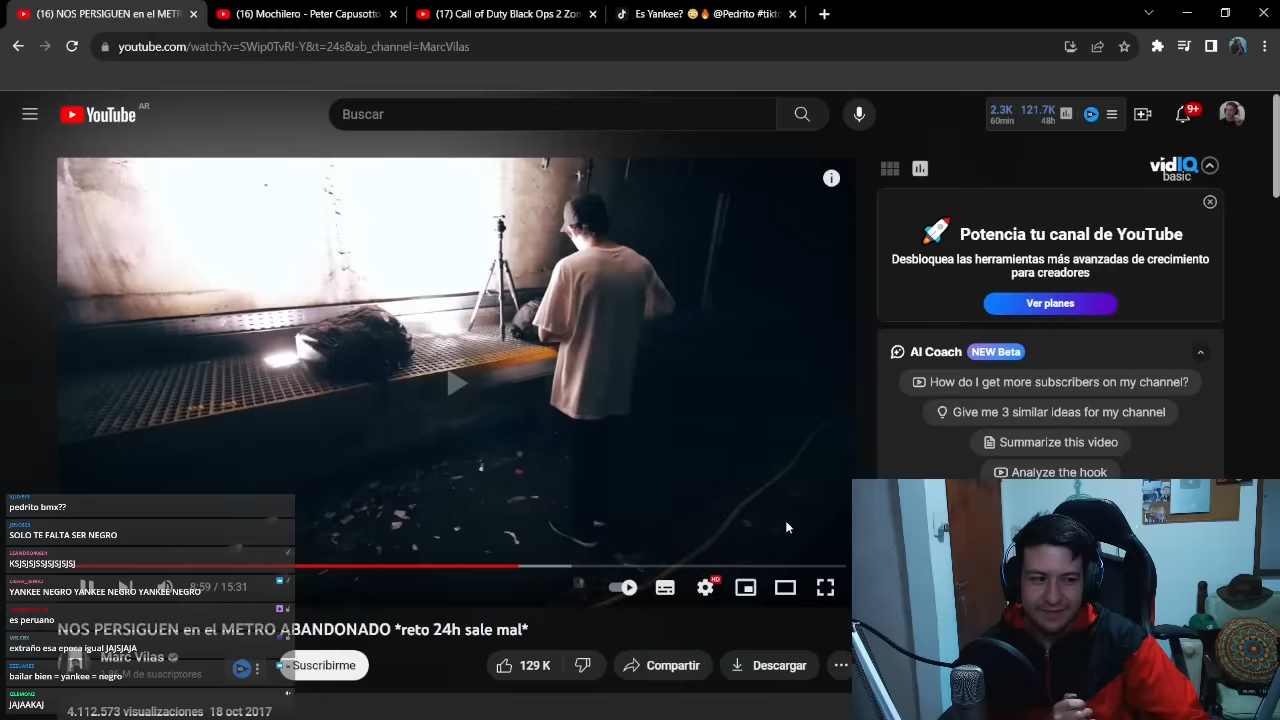 (16) NOS PERSIGUEN en el METR
(16) Mochilero - Peter Capusotto
(17) Call of Duty Black Ops 2 Zon
Es Yankee? 😳🔥 @Pedrito #tikto
youtube.com/watch?v=SWip0TvRI-Y&t=24s&ab_channel=MarcVilas
YouTube AR
Buscar
2.3K 121.7K
60min 48h
9+
vidIQ
basic
Potencia tu canal de YouTube
Desbloquea las herramientas más avanzadas de crecimiento
para creadores
Ver planes
AI Coach NEW Beta
How do I get more subscribers on my channel?
Give me 3 similar ideas for my channel
Summarize this video
Analyze the hook
pedrito bmx??
SOLO TE FALTA SER NEGRO
LEANDRO40601
KSJSJSJSSJSJSJSJSJ
YANKEE NEGRO YANKEE NEGRO YANKEE NEGRO
es peruano
extraño esa epoca igual JAJSJAJA
bailar bien = yankee = negro
JAJAAKAJ
8:59 / 15:31
HD
NOS PERSIGUEN en el METRO ABANDONADO *reto 24h sale mal*
Marc Vilas
M de suscriptores
Suscribirme
129 K
Compartir
Descargar
4.112.573 visualizaciones 18 oct 2017